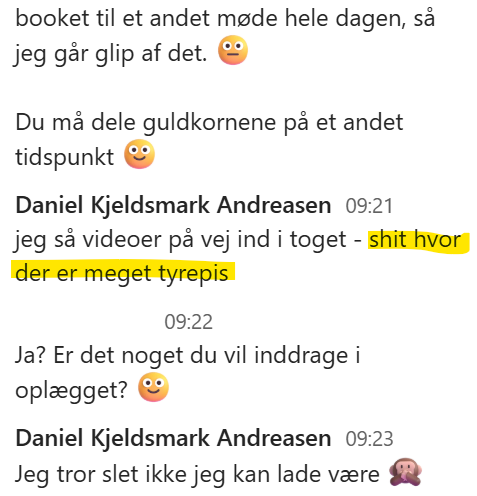 booket til et andet møde hele dagen, så
jeg går glip af det. 😐
Du må dele guldkornene på et andet
tidspunkt 🙂
Daniel Kjeldsmark Andreasen 09:21
jeg så videoer på vej ind i toget - shit hvor
der er meget tyrepis
09:22
Ja? Er det noget du vil inddrage i
oplægget? 🙂
Daniel Kjeldsmark Andreasen 09:23
Jeg tror slet ikke jeg kan lade være 🙊